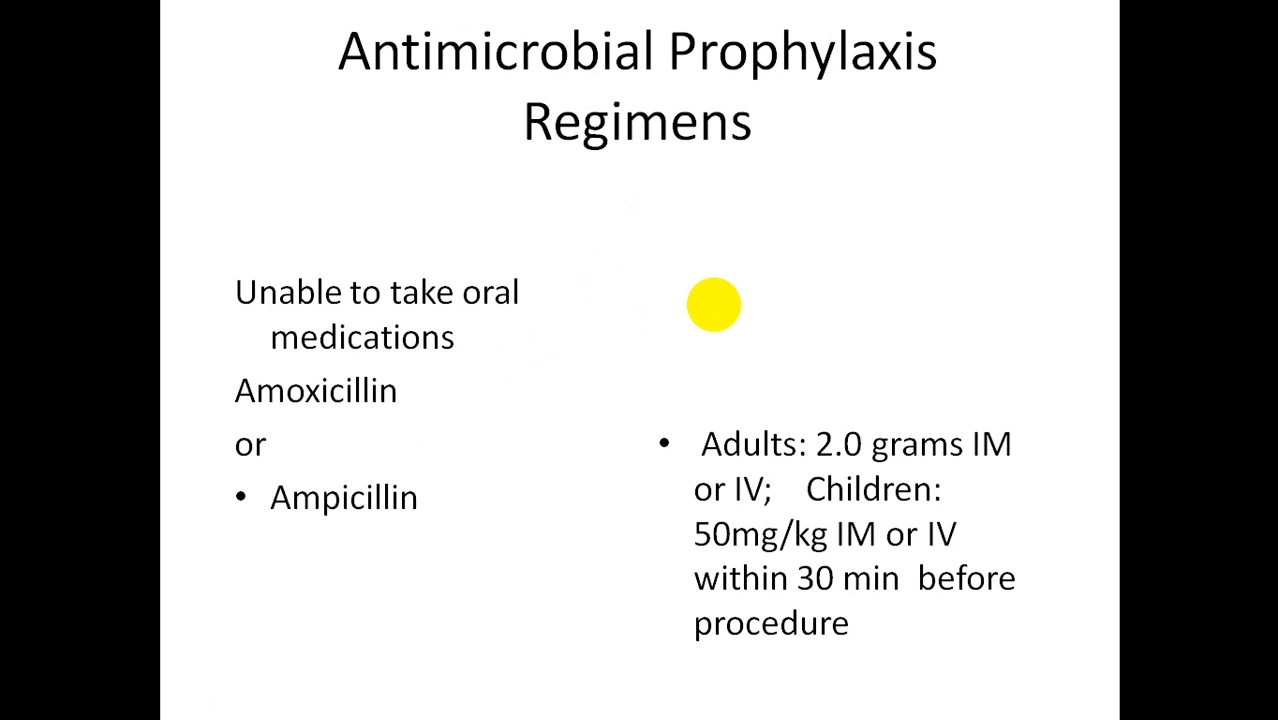 Antimicrobial Prophylaxis
Regimens
Unable to take oral
medications
Amoxicillin
or
• Ampicillin
• Adults: 2.0 grams IM
or IV; Children:
50mg/kg IM or IV
within 30 min before
procedure